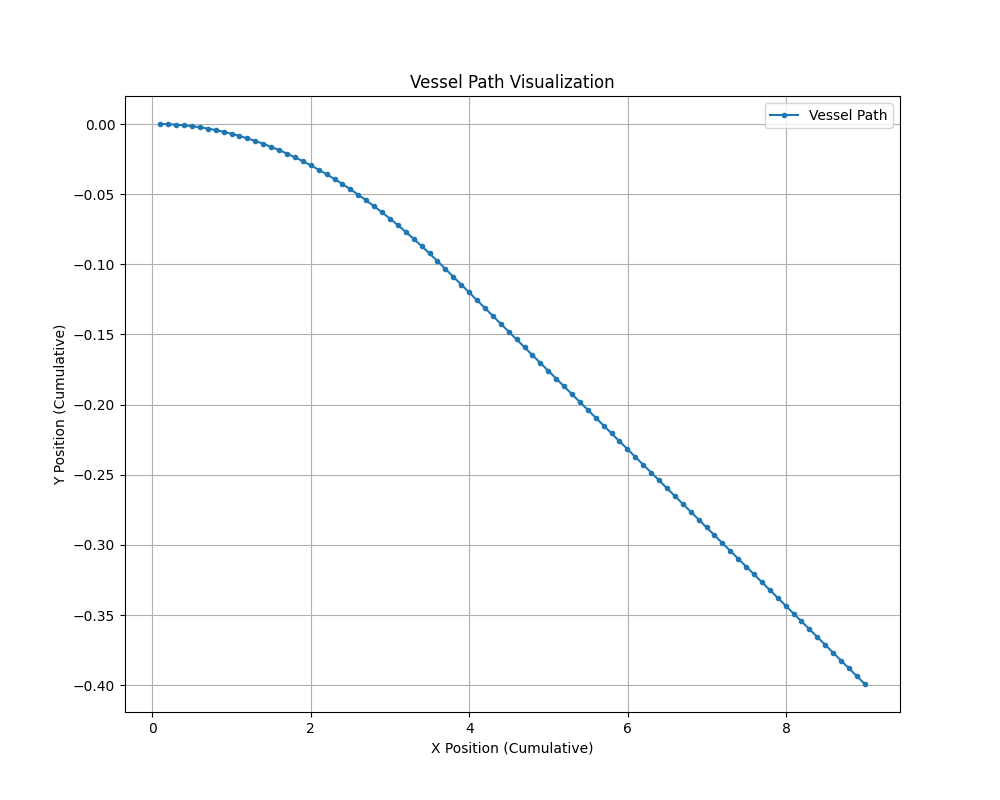 Vessel Path Visualization
Vessel Path
0.00
−0.05
−0.10
−0.15
−0.20
−0.25
−0.30
−0.35
−0.40
Y Position (Cumulative)
0 2 4 6 8
X Position (Cumulative)